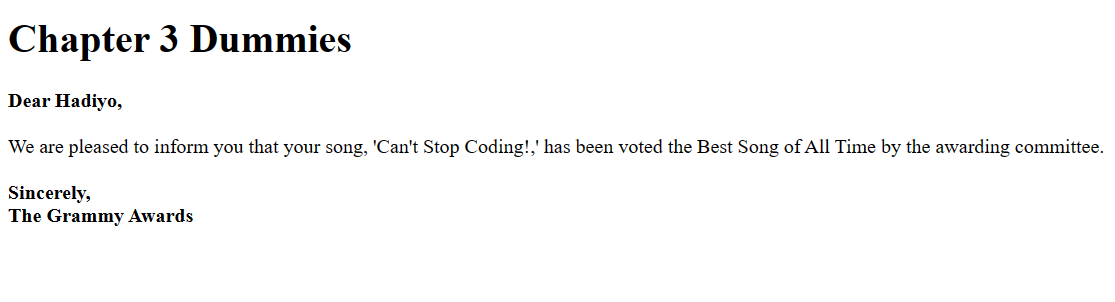 Chapter 3 Dummies
Dear Hadiyo,
We are pleased to inform you that your song, 'Can't Stop Coding!,' has been voted the Best Song of All Time by the awarding committee.
Sincerely,
The Grammy Awards